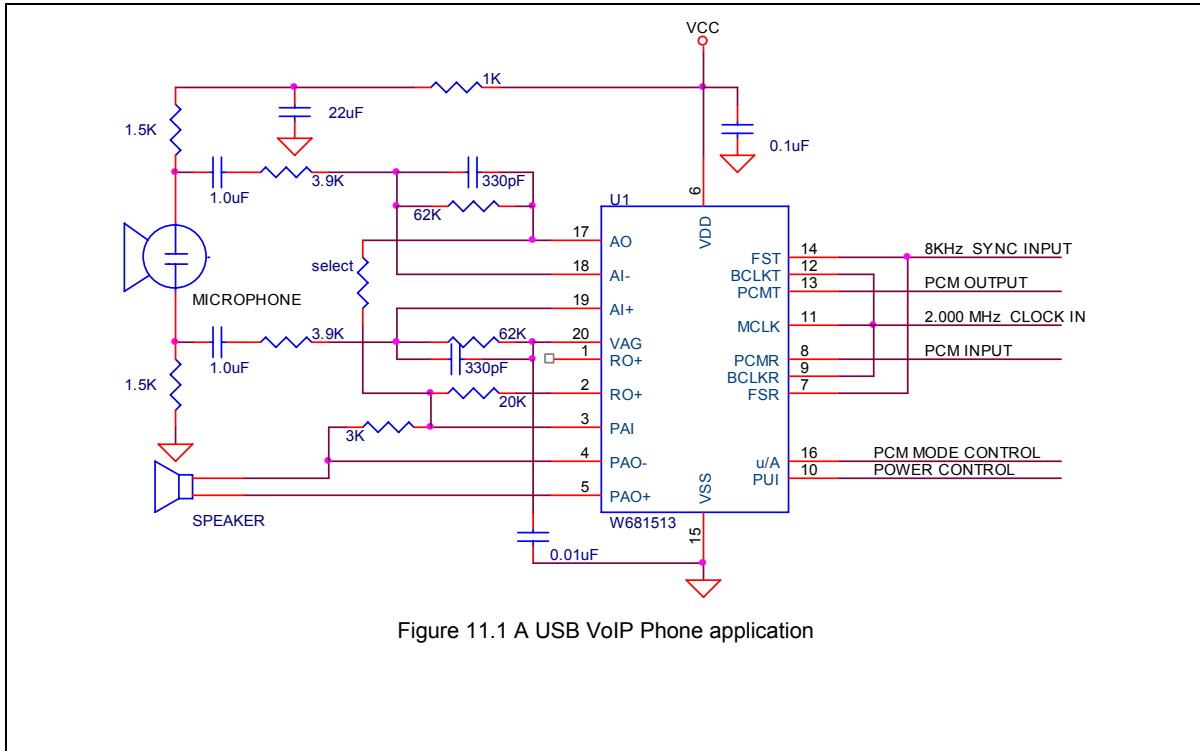 VCC
1K
22uF
1.5K
0.1uF
3.9K
1.0uF
330pF
62K
U1
6
VDD
17
AO
14
FST
8KHz SYNC INPUT
12
BCLKT
select
18
AI-
13
PCMT
PCM OUTPUT
MICROPHONE
19
AI+
11
MCLK
2.000 MHz CLOCK IN
3.9K
62K
20
VAG
1.0uF
330pF
1
RO+
8
PCMR
PCM INPUT
9
BCLKR
1.5K
20K
2
RO+
7
FSR
3K
3
PAI
4
PAO-
16
u/A
PCM MODE CONTROL
10
PUI
POWER CONTROL
5
PAO+
VSS
SPEAKER
W681513
15
0.01uF
Figure 11.1 A USB VoIP Phone application